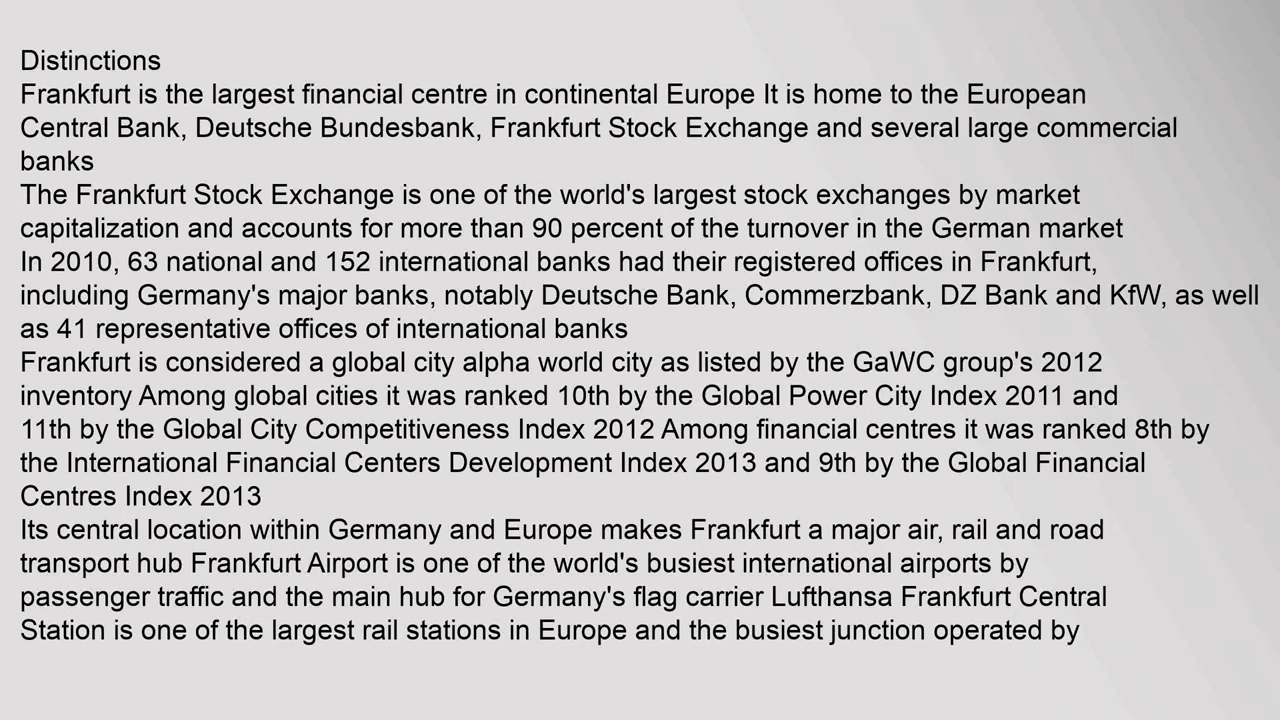 Distinctions
Frankfurt is the largest financial centre in continental Europe It is home to the European
Central Bank, Deutsche Bundesbank, Frankfurt Stock Exchange and several large commercial
banks
The Frankfurt Stock Exchange is one of the world's largest stock exchanges by market
capitalization and accounts for more than 90 percent of the turnover in the German market
In 2010, 63 national and 152 international banks had their registered offices in Frankfurt,
including Germany's major banks, notably Deutsche Bank, Commerzbank, DZ Bank and KfW, as well
as 41 representative offices of international banks
Frankfurt is considered a global city alpha world city as listed by the GaWC group's 2012
inventory Among global cities it was ranked 10th by the Global Power City Index 2011 and
11th by the Global City Competitiveness Index 2012 Among financial centres it was ranked 8th by
the International Financial Centers Development Index 2013 and 9th by the Global Financial
Centres Index 2013
Its central location within Germany and Europe makes Frankfurt a major air, rail and road
transport hub Frankfurt Airport is one of the world's busiest international airports by
passenger traffic and the main hub for Germany's flag carrier Lufthansa Frankfurt Central
Station is one of the largest rail stations in Europe and the busiest junction operated by